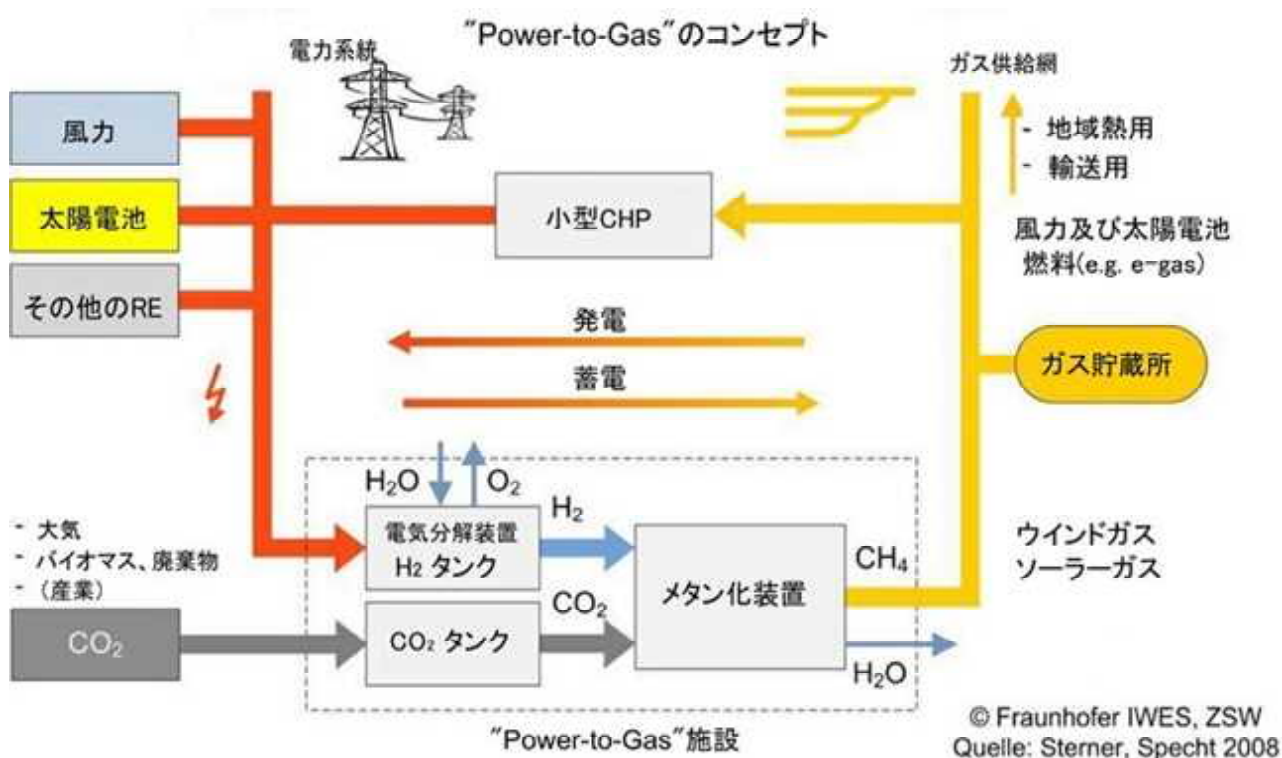 "Power-to-Gas"のコンセプト
電力系統
ガス供給網
風力
- 地域熱用
- 輸送用
太陽電池
小型CHP
風力及び太陽電池
燃料(e.g. e-gas)
その他のRE
発電
ガス貯蔵所
蓄電
H₂O
O₂
- 大気
- バイオマス、廃棄物
- (産業)
電気分解装置
H₂ タンク
H₂
ウインドガス
ソーラーガス
CH₄
メタン化装置
CO₂
CO₂ タンク
CO₂
H₂O
"Power-to-Gas"施設
© Fraunhofer IWES, ZSW
Quelle: Sterner, Specht 2008